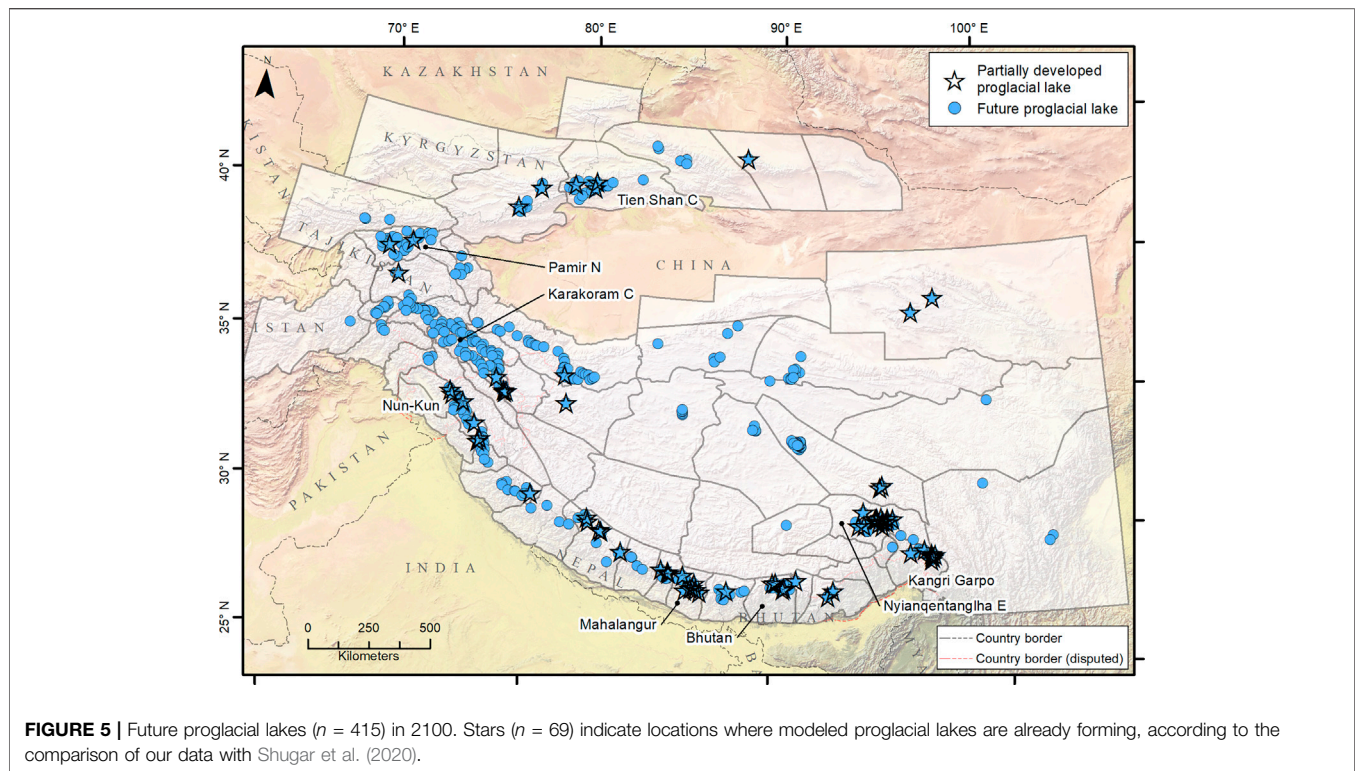 70° E 80° E 90° E 100° E
N
KAZAKHSTAN
Partially developed
proglacial lake
Future proglacial lake
KYRGYZSTAN
KISTAN
40° N
Tien Shan C
TAJIKISTAN
Pamir N
CHINA
Karakoram C
35° N
ISTAN
Nun-Kun
PAKISTAN
30° N
INDIA
NEPAL
Kangri Garpo
Nyianqentanglha E
25° N
Mahalangur
BHUTAN
Bhutan
0 250 500
Kilometers
Country border
Country border (disputed)
FIGURE 5 | Future proglacial lakes (n = 415) in 2100. Stars (n = 69) indicate locations where modeled proglacial lakes are already forming, according to the
comparison of our data with Shugar et al. (2020).